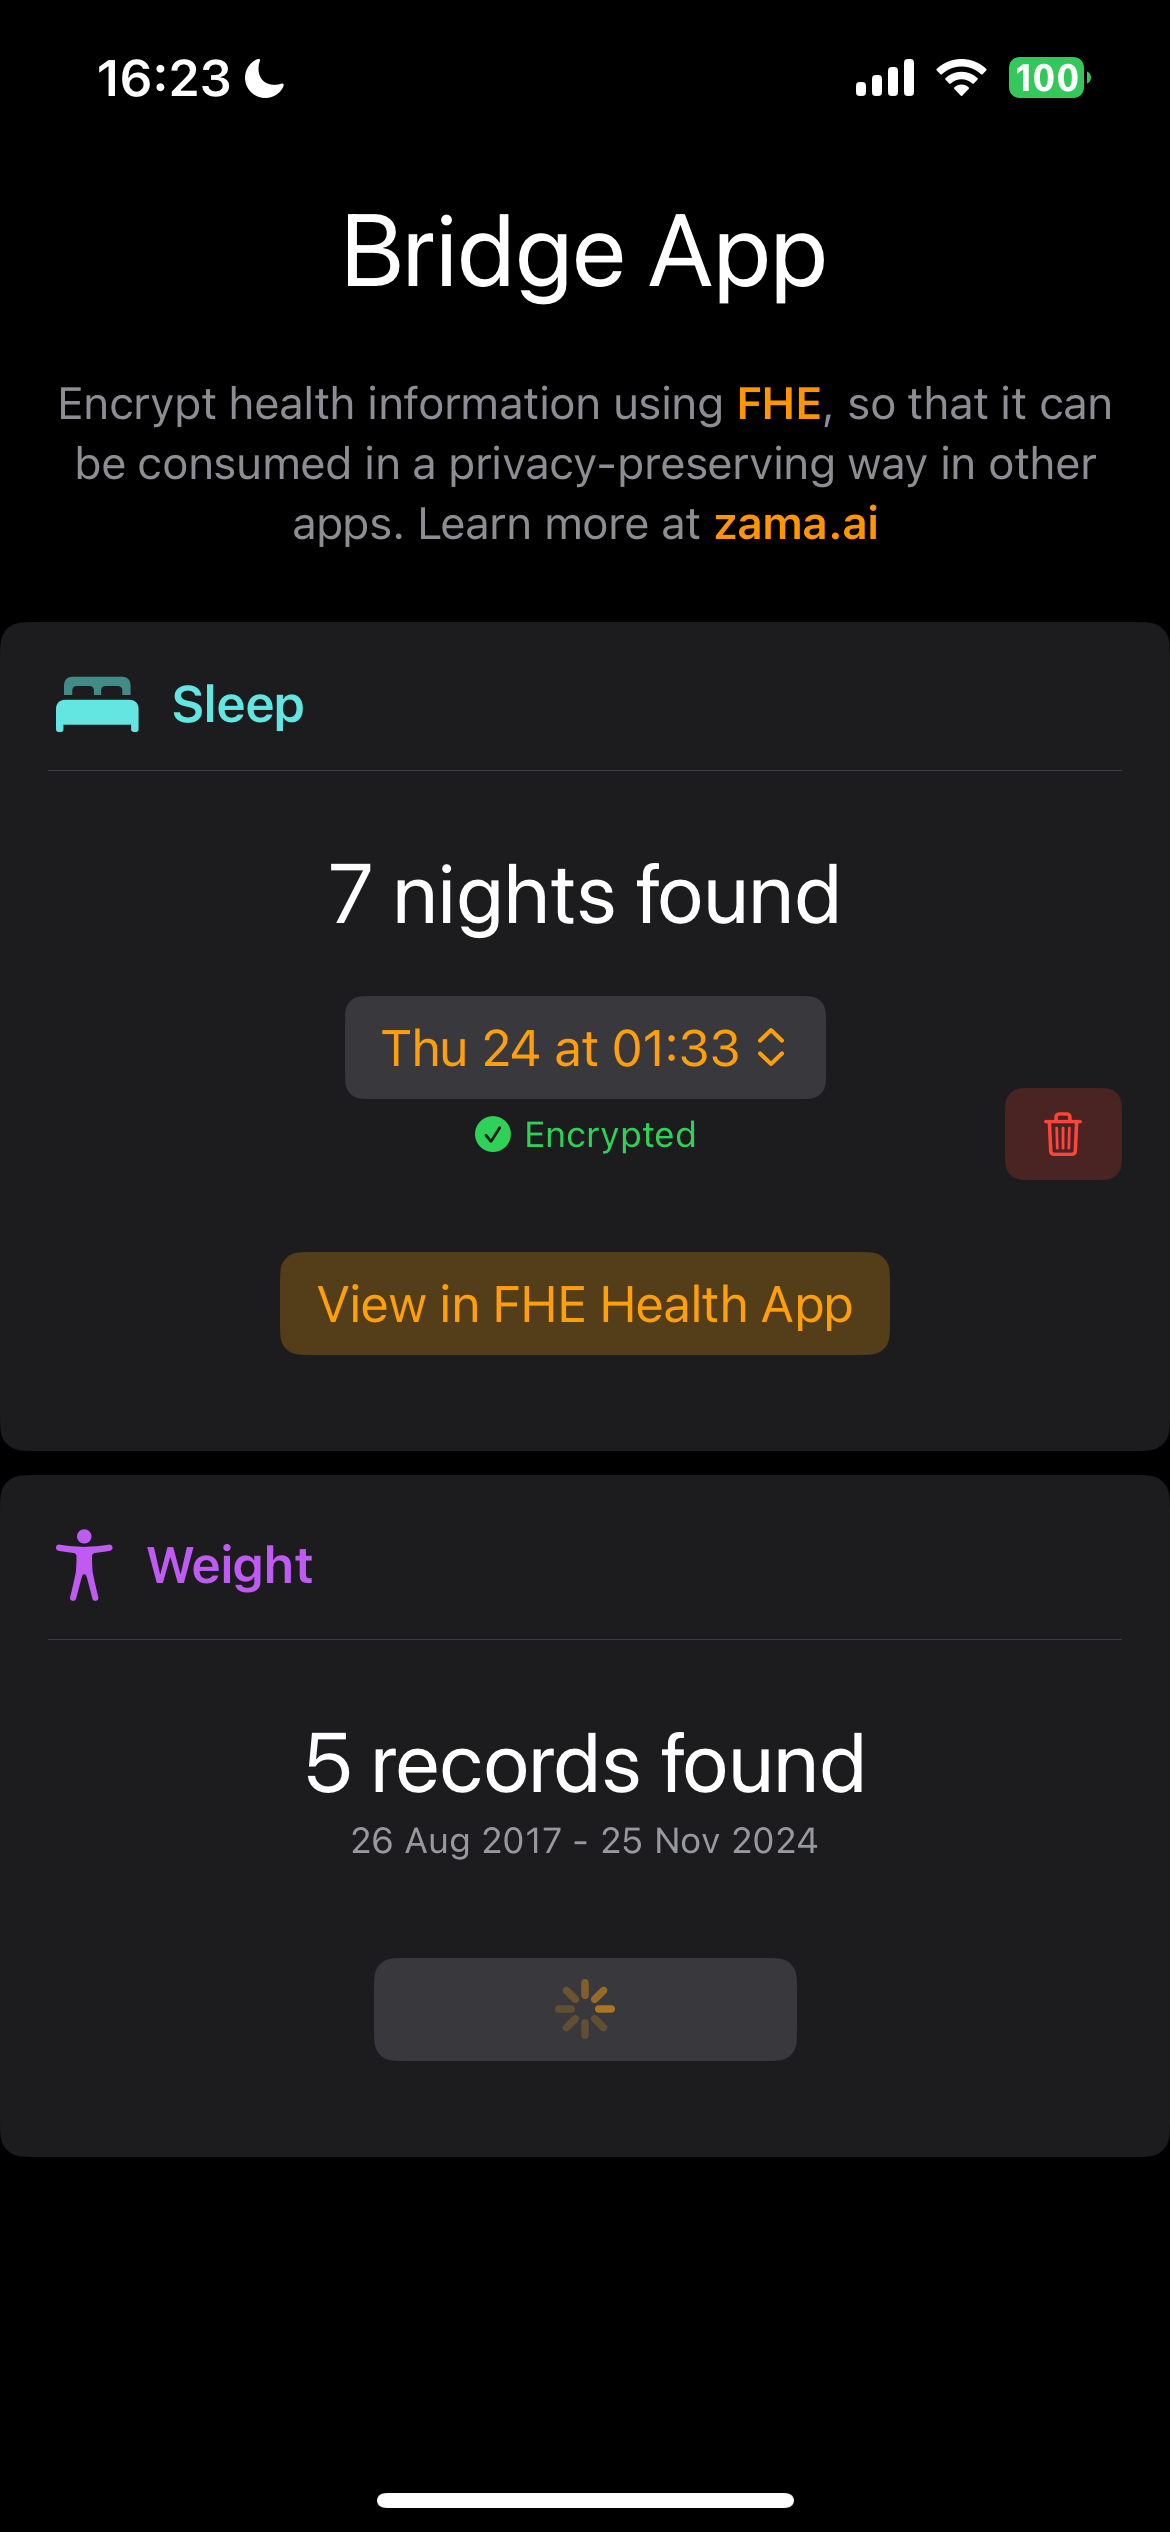 16:23
100
Bridge App
Encrypt health information using FHE, so that it can
be consumed in a privacy-preserving way in other
apps. Learn more at zama.ai
Sleep
7 nights found
Thu 24 at 01:33
Encrypted
View in FHE Health App
Weight
5 records found
26 Aug 2017 - 25 Nov 2024